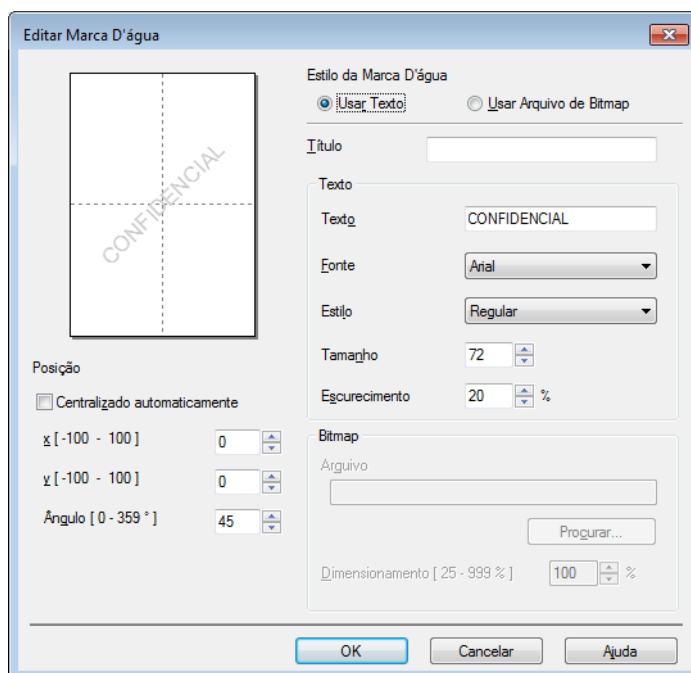 Editar Marca D'água
CONFIDENCIAL
Posição
Centralizado automaticamente
x [ -100 - 100 ] 0
y [ -100 - 100 ] 0
Ângulo [ 0 - 359 ° ] 45
Estilo da Marca D'água
Usar Texto Usar Arquivo de Bitmap
Título
Texto
Texto CONFIDENCIAL
Fonte Arial
Estilo Regular
Tamanho 72
Escurecimento 20 %
Bitmap
Arquivo
Procurar...
Dimensionamento [ 25 - 999 % ] 100 %
OK Cancelar Ajuda